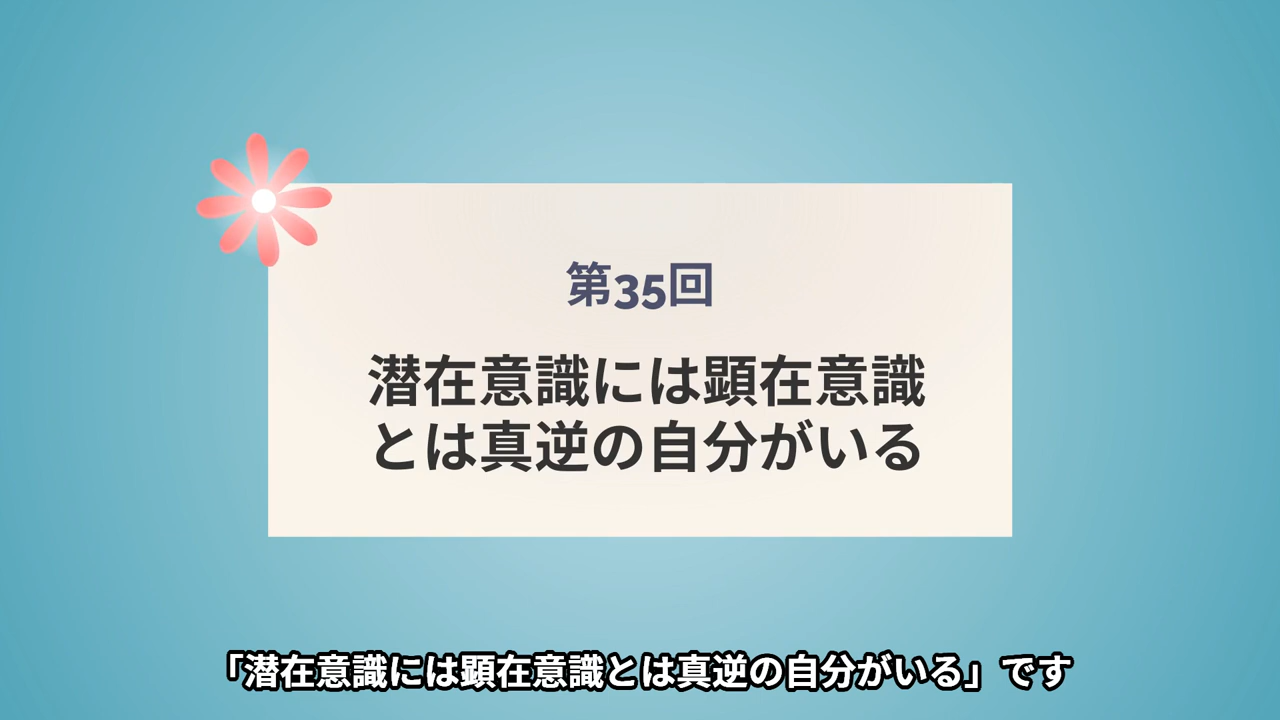 第35回
潜在意識には顕在意識
とは真逆の自分がいる
「潜在意識には顕在意識とは真逆の自分がいる」です